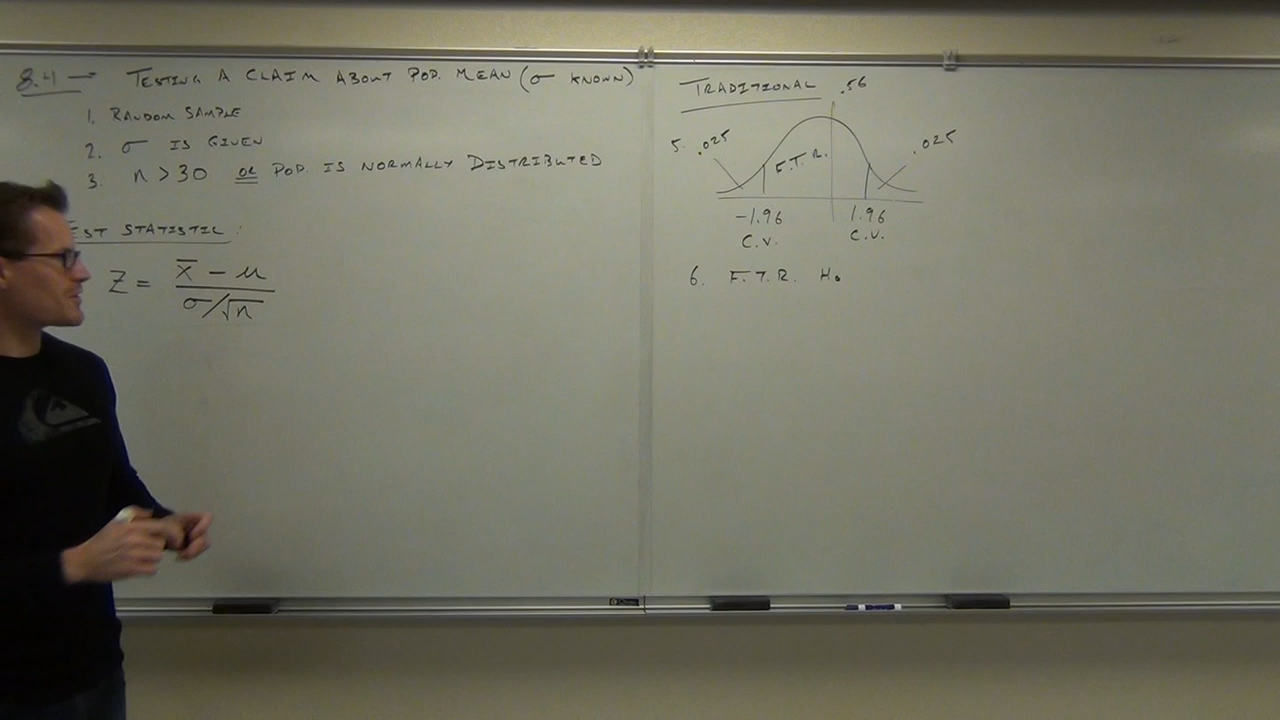 8.4 → TESTING A CLAIM ABOUT POP. MEAN (σ KNOWN)
1. RANDOM SAMPLE
2. σ IS GIVEN
3. n > 30 OR POP. IS NORMALLY DISTRIBUTED
EST STATISTIC:
Z = x̄ - μ / σ/√n
TRADITIONAL .56
5. .025 F.T.R. .025
-1.96 1.96
C.V. C.V.
6. F.T.R. H₀